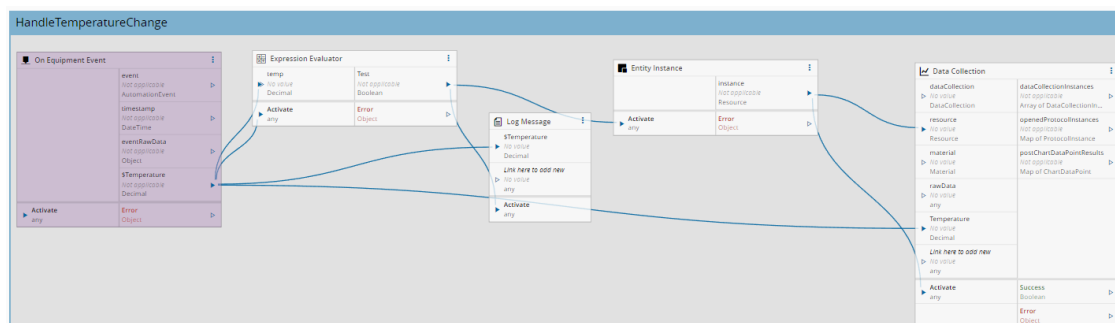 HandleTemperatureChange
On Equipment Event
event
Not applicable
AutomationEvent
timestamp
Not applicable
DateTime
eventRawData
Not applicable
Object
$Temperature
Not applicable
Decimal
Activate
any
Error
Object
Expression Evaluator
temp
No value
Decimal
Test
Not applicable
Boolean
Activate
any
Error
Object
Log Message
$Temperature
No value
Decimal
Link here to add new
No value
any
Activate
any
Entity Instance
Instance
Not applicable
Resource
Activate
any
Error
Object
Data Collection
dataCollection
No value
DataCollection
resource
No value
Resource
material
No value
Material
rawData
No value
any
Temperature
No value
Decimal
Link here to add new
No value
any
dataCollectionInstances
Not applicable
Array of DataCollectionIn...
openedProtocolInstances
Not applicable
Map of ProtocolInstance
postChartDataPointResults
Not applicable
Map of ChartDataPoint
Activate
any
Success
Boolean
Error
Object